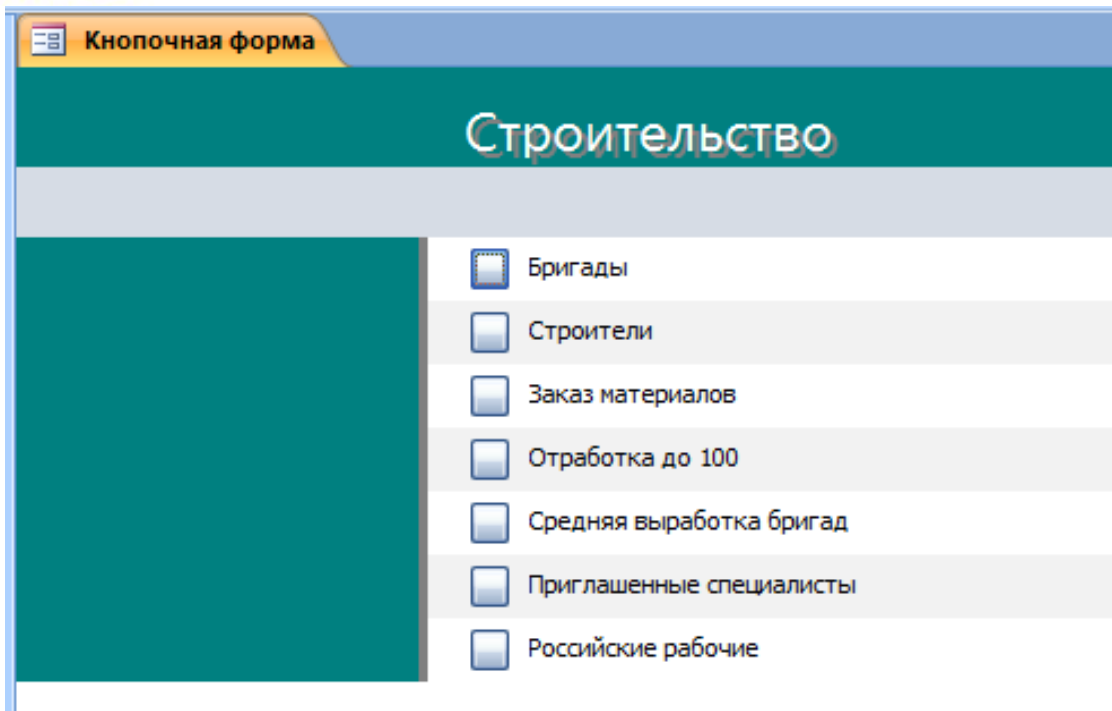 Кнопочная форма
Строительство
Бригады
Строители
Заказ материалов
Отработка до 100
Средняя выработка бригад
Приглашенные специалисты
Российские рабочие